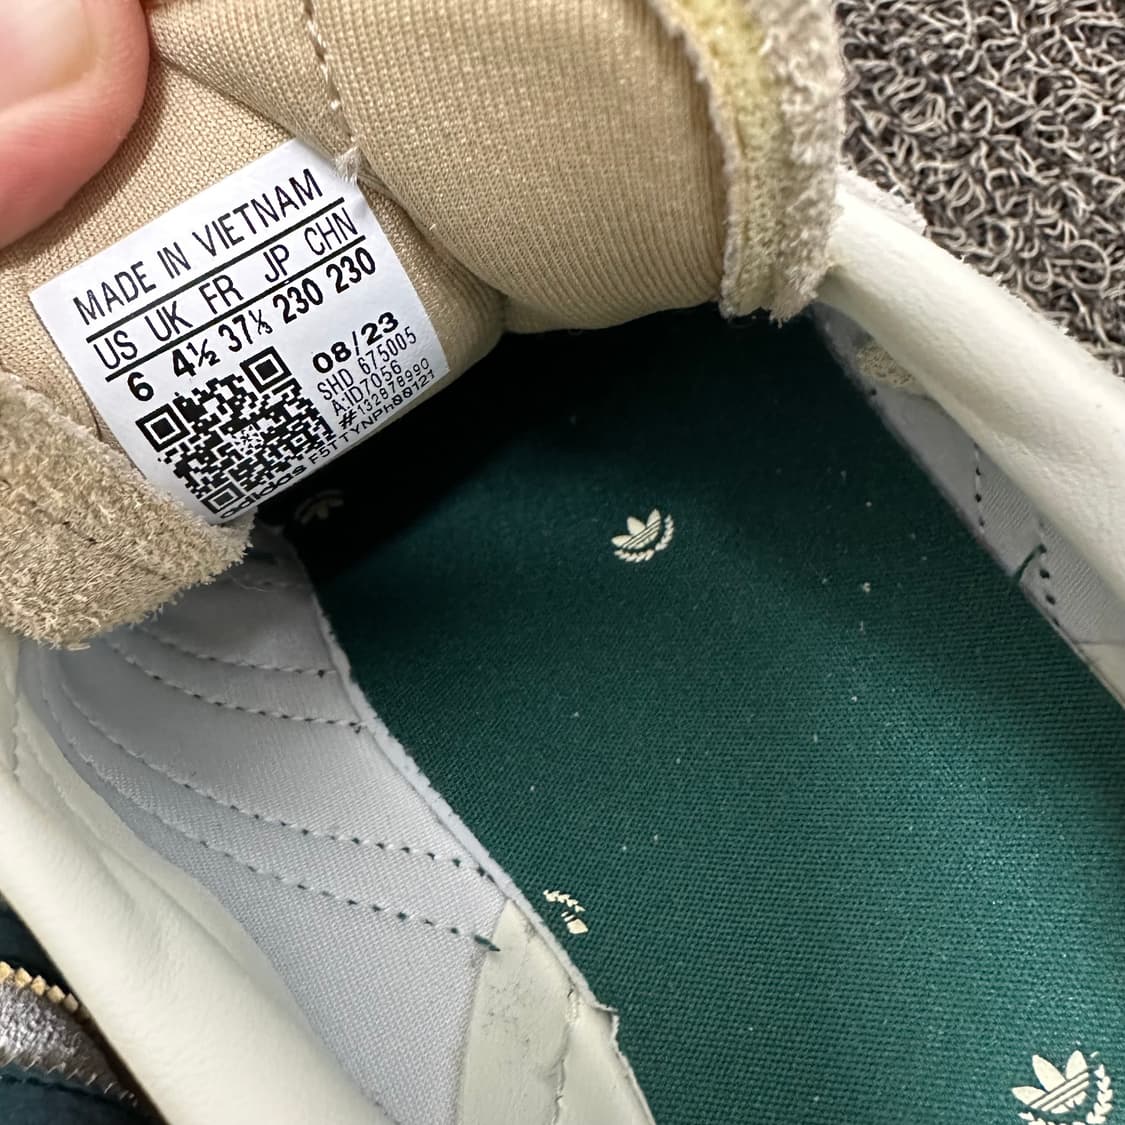 MADE IN VIETNAM
US UK FR JP CHN
6 4½ 37⅓ 230 230
08/23
SHD 675005
A:ID7056
#132878990
adidas F5TTYNPh00121